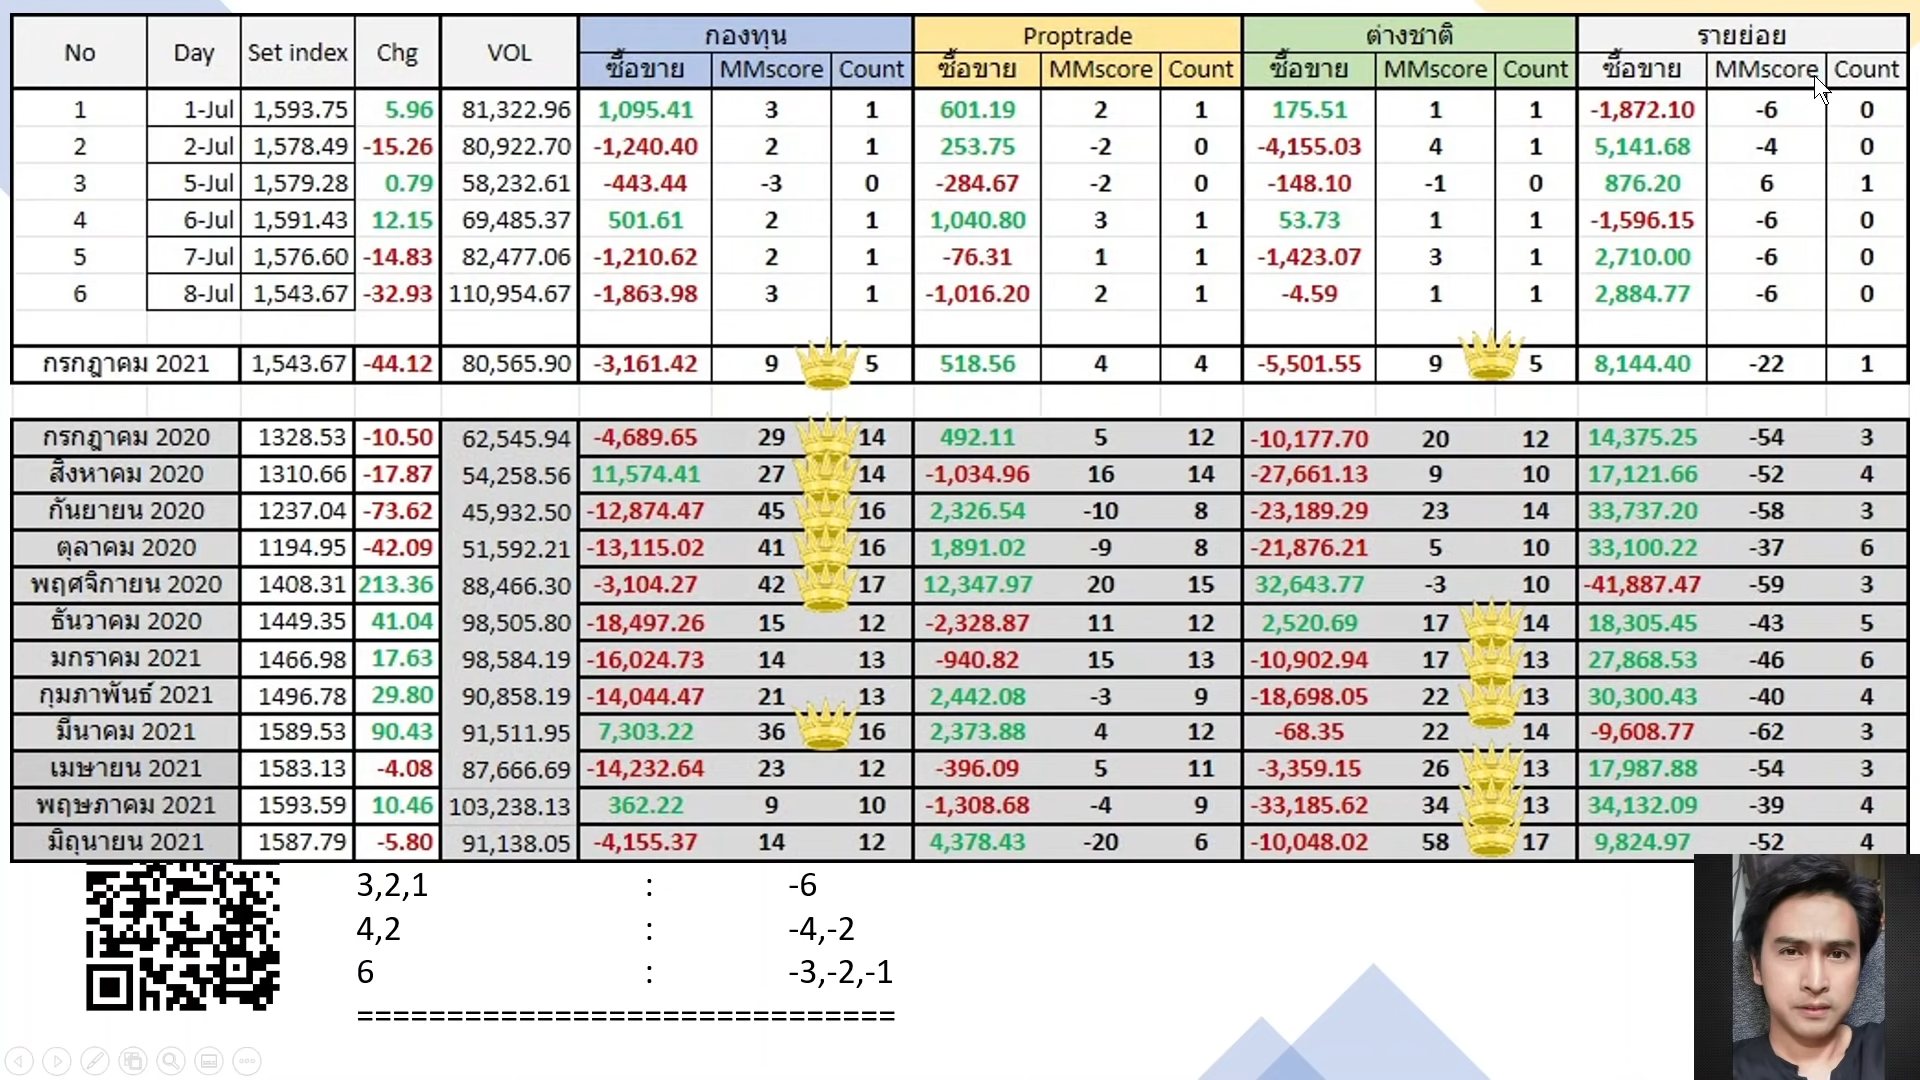 No Day Set index Chg VOL กองทุน Proptrade ต่างชาติ รายย่อย
ซื้อขาย MMscore Count ซื้อขาย MMscore Count ซื้อขาย MMscore Count ซื้อขาย MMscore Count
1 1-Jul 1,593.75 5.96 81,322.96 1,095.41 3 1 601.19 2 1 175.51 1 1 -1,872.10 -6 0
2 2-Jul 1,578.49 -15.26 80,922.70 -1,240.40 2 1 253.75 -2 0 -4,155.03 4 1 5,141.68 -4 0
3 5-Jul 1,579.28 0.79 58,232.61 -443.44 -3 0 -284.67 -2 0 -148.10 -1 0 876.20 6 1
4 6-Jul 1,591.43 12.15 69,485.37 501.61 2 1 1,040.80 3 1 53.73 1 1 -1,596.15 -6 0
5 7-Jul 1,576.60 -14.83 82,477.06 -1,210.62 2 1 -76.31 1 1 -1,423.07 3 1 2,710.00 -6 0
6 8-Jul 1,543.67 -32.93 110,954.67 -1,863.98 3 1 -1,016.20 2 1 -4.59 1 1 2,884.77 -6 0
กรกฎาคม 2021 1,543.67 -44.12 80,565.90 -3,161.42 9 5 518.56 4 4 -5,501.55 9 5 8,144.40 -22 1
กรกฎาคม 2020 1328.53 -10.50 62,545.94 -4,689.65 29 14 492.11 5 12 -10,177.70 20 12 14,375.25 -54 3
สิงหาคม 2020 1310.66 -17.87 54,258.56 11,574.41 27 14 -1,034.96 16 14 -27,661.13 9 10 17,121.66 -52 4
กันยายน 2020 1237.04 -73.62 45,932.50 -12,874.47 45 16 2,326.54 -10 8 -23,189.29 23 14 33,737.20 -58 3
ตุลาคม 2020 1194.95 -42.09 51,592.21 -13,115.02 41 16 1,891.02 -9 8 -21,876.21 5 10 33,100.22 -37 6
พฤศจิกายน 2020 1408.31 213.36 88,466.30 -3,104.27 42 17 12,347.97 20 15 32,643.77 -3 10 -41,887.47 -59 3
ธันวาคม 2020 1449.35 41.04 98,505.80 -18,497.26 15 12 -2,328.87 11 12 2,520.69 17 14 18,305.45 -43 5
มกราคม 2021 1466.98 17.63 98,584.19 -16,024.73 14 13 -940.82 15 13 -10,902.94 17 13 27,868.53 -46 6
กุมภาพันธ์ 2021 1496.78 29.80 90,858.19 -14,044.47 21 13 2,442.08 -3 9 -18,698.05 22 13 30,300.43 -40 4
มีนาคม 2021 1589.53 90.43 91,511.95 7,303.22 36 16 2,373.88 4 12 -68.35 22 14 -9,608.77 -62 3
เมษายน 2021 1583.13 -4.08 87,666.69 -14,232.64 23 12 -396.09 5 11 -3,359.15 26 13 17,987.88 -54 3
พฤษภาคม 2021 1593.59 10.46 103,238.13 362.22 9 10 -1,308.68 -4 9 -33,185.62 34 13 34,132.09 -39 4
มิถุนายน 2021 1587.79 -5.80 91,138.05 -4,155.37 14 12 4,378.43 -20 6 -10,048.02 58 17 9,824.97 -52 4
3,2,1 : -6
4,2 : -4,-2
6 : -3,-2,-1
==============================